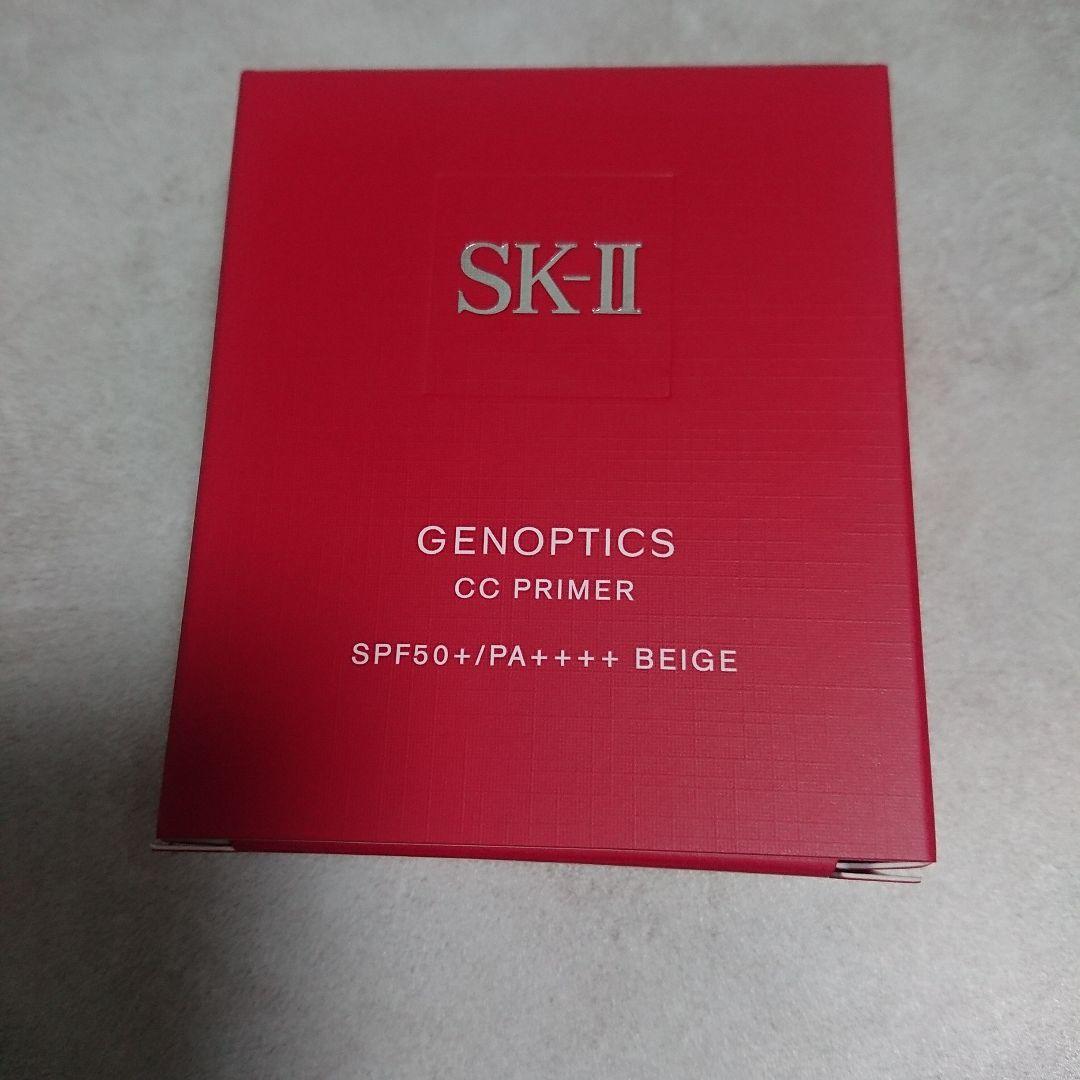 SK-II
GENOPTICS
CC PRIMER
SPF50+/PA++++ BEIGE